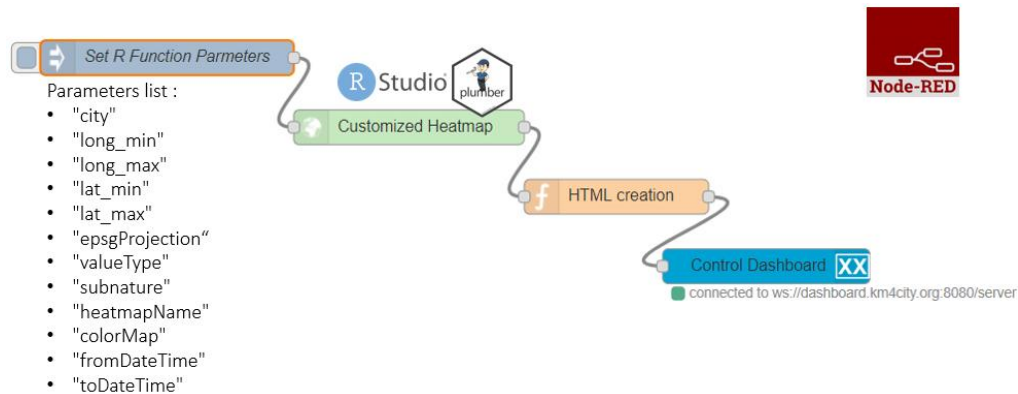 Set R Function Parmeters
Parameters list :
• "city"
• "long_min"
• "long_max"
• "lat_min"
• "lat_max"
• "epsgProjection“
• "valueType"
• "subnature"
• "heatmapName"
• "colorMap"
• "fromDateTime"
• "toDateTime"
R Studio
plumber
Customized Heatmap
f HTML creation
Control Dashboard XX
connected to ws://dashboard.km4city.org:8080/server
Node-RED